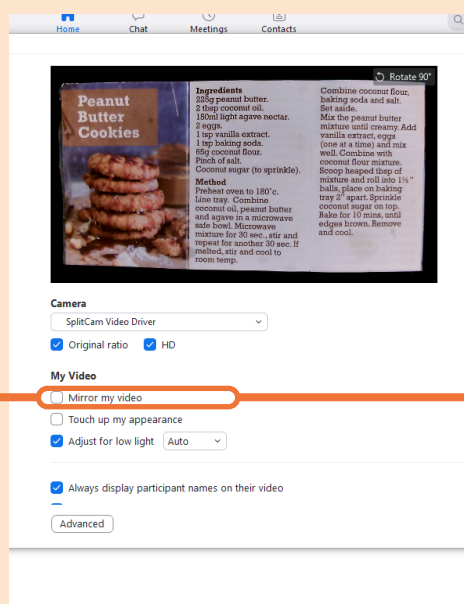 Home
Chat
Meetings
Contacts
Rotate 90°
Peanut
Butter
Cookies
Ingredients
225g peanut butter.
2 tbsp coconut oil.
150ml light agave nectar.
2 eggs.
1 tsp vanilla extract.
1 tsp baking soda.
65g coconut flour.
Pinch of salt.
Coconut sugar (to sprinkle).
Method
Preheat oven to 180°c.
Line tray. Combine
coconut oil, peanut butter
and agave in a microwave
safe bowl. Microwave
mixture for 30 sec., stir and
repeat for another 30 sec. If
melted, stir and cool to
room temp.
Combine coconut flour,
baking soda and salt.
Set aside.
Mix the peanut butter
mixture until creamy. Add
vanilla extract, eggs
(one at a time) and mix
well. Combine with
coconut flour mixture.
Scoop heaped tbsp of
mixture and roll into 1½"
balls, place on baking
tray 2" apart. Sprinkle
coconut sugar on top.
Bake for 10 mins, until
edges brown. Remove
and cool.
Camera
SplitCam Video Driver
Original ratio
HD
My Video
Mirror my video
Touch up my appearance
Adjust for low light
Auto
Always display participant names on their video
Advanced